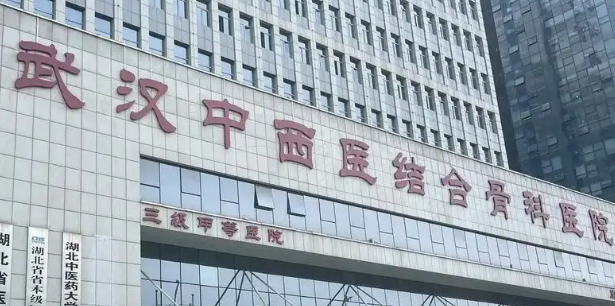 武汉中西医结合骨科医院
三级甲等医院
湖北省医
湖北省省本级
湖北中医药大学